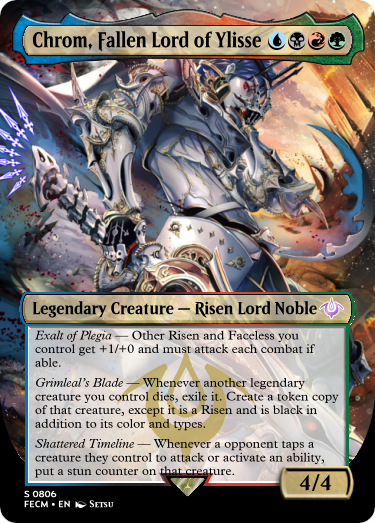 Chrom, Fallen Lord of Ylisse
Legendary Creature — Risen Lord Noble
Exalt of Plegia — Other Risen and Faceless you
control get +1/+0 and must attack each combat if
able.
Grimleal's Blade — Whenever another legendary
creature you control dies, exile it. Create a token copy
of that creature, except it is a Risen and is black in
addition to its color and types.
Shattered Timeline — Whenever a opponent taps a
creature they control to attack or activate an ability,
put a stun counter on that creature.
4/4
S 0806
FECM • EN Setsu